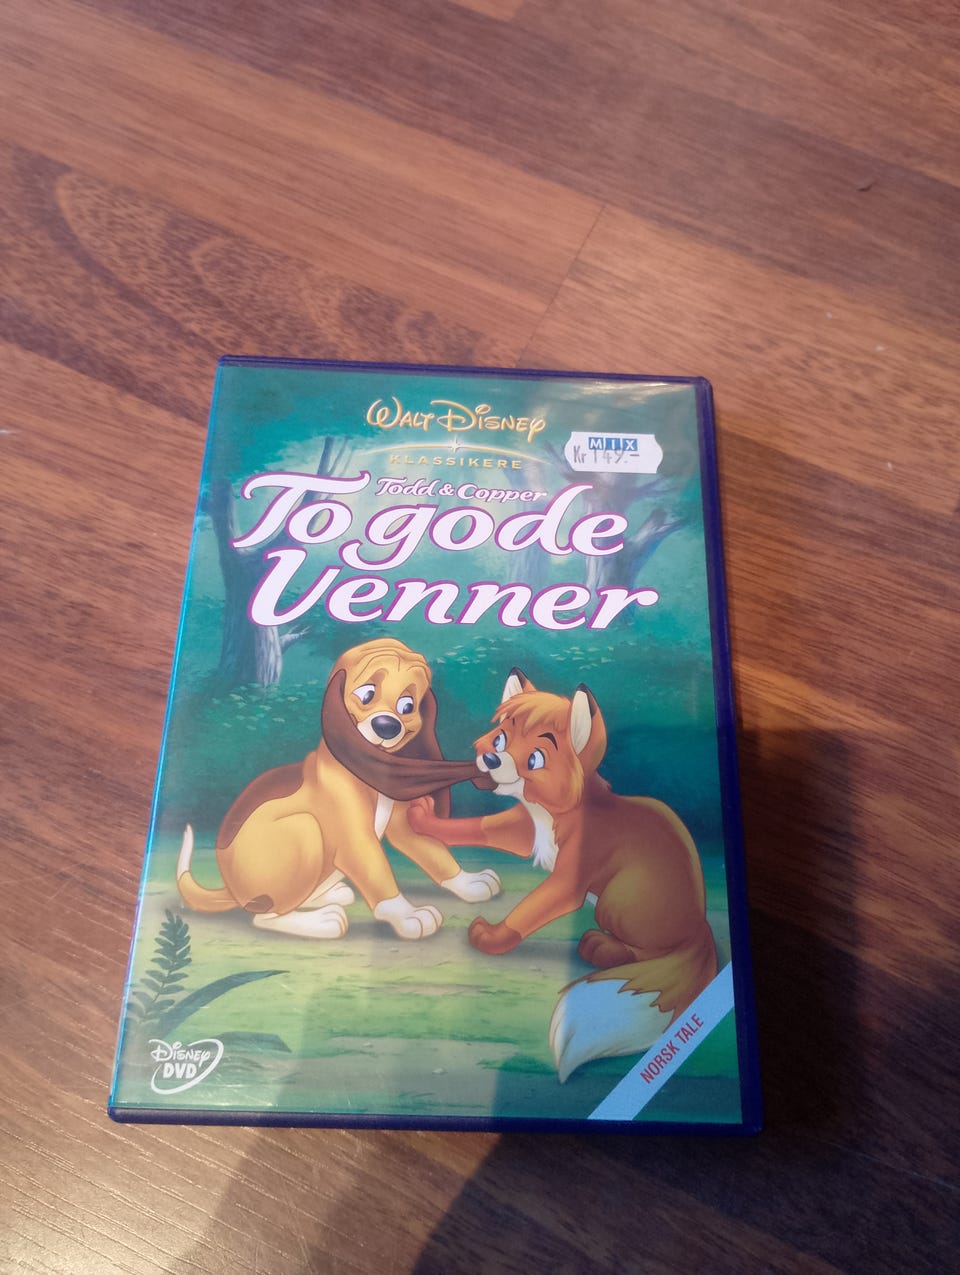 WALT DISNEY
KLASSIKERE
MIX
Kr 149.-
Todd & Copper
To gode
Venner
DISNEY
DVD
NORSK TALE